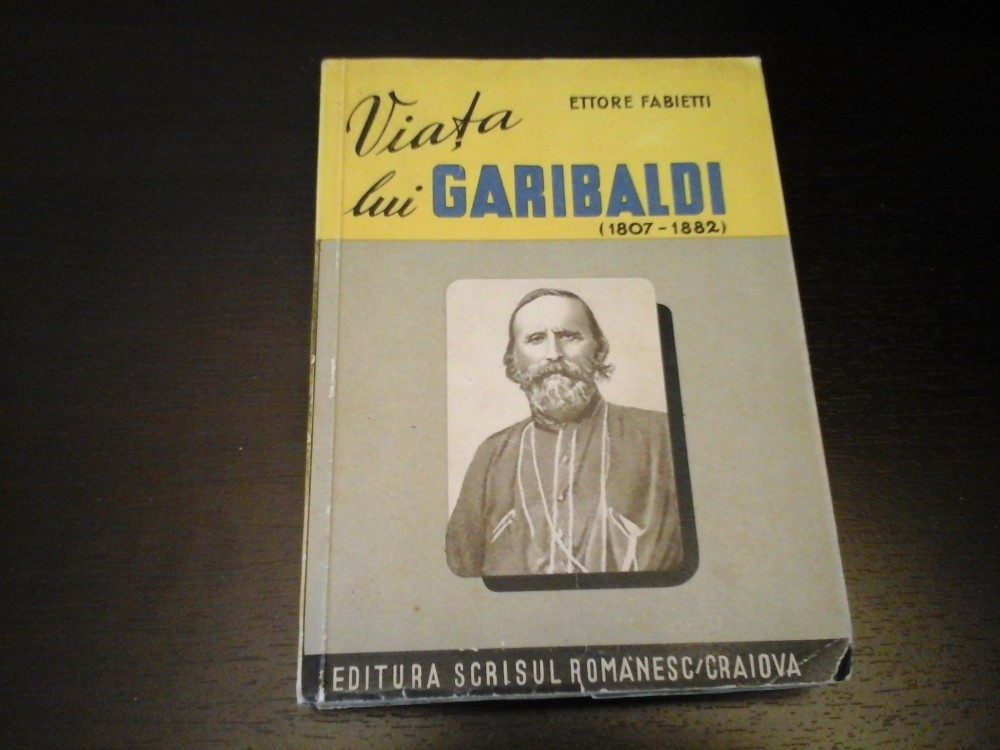 ETTORE FABIETTI
Viața
lui GARIBALDI
(1807-1882)
EDITURA SCRISUL ROMÂNESC/CRAIOVA